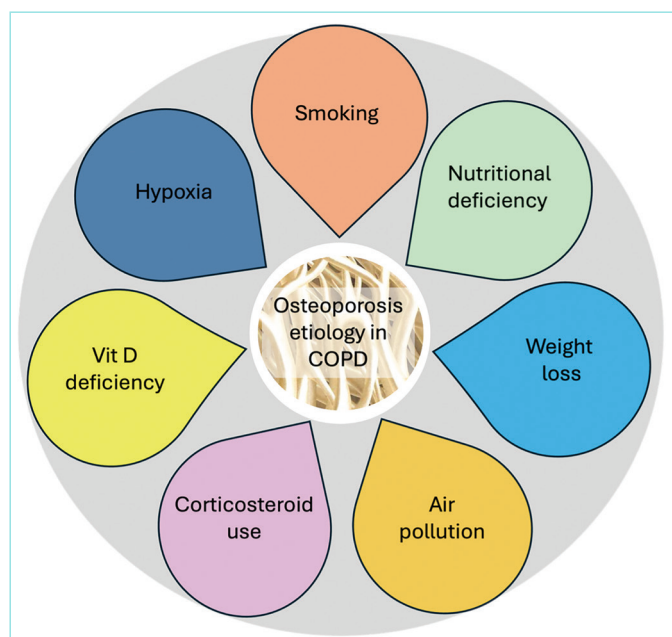 Smoking
Nutritional
deficiency
Weight
loss
Air
pollution
Corticosteroid
use
Vit D
deficiency
Hypoxia
Osteoporosis
etiology in
COPD